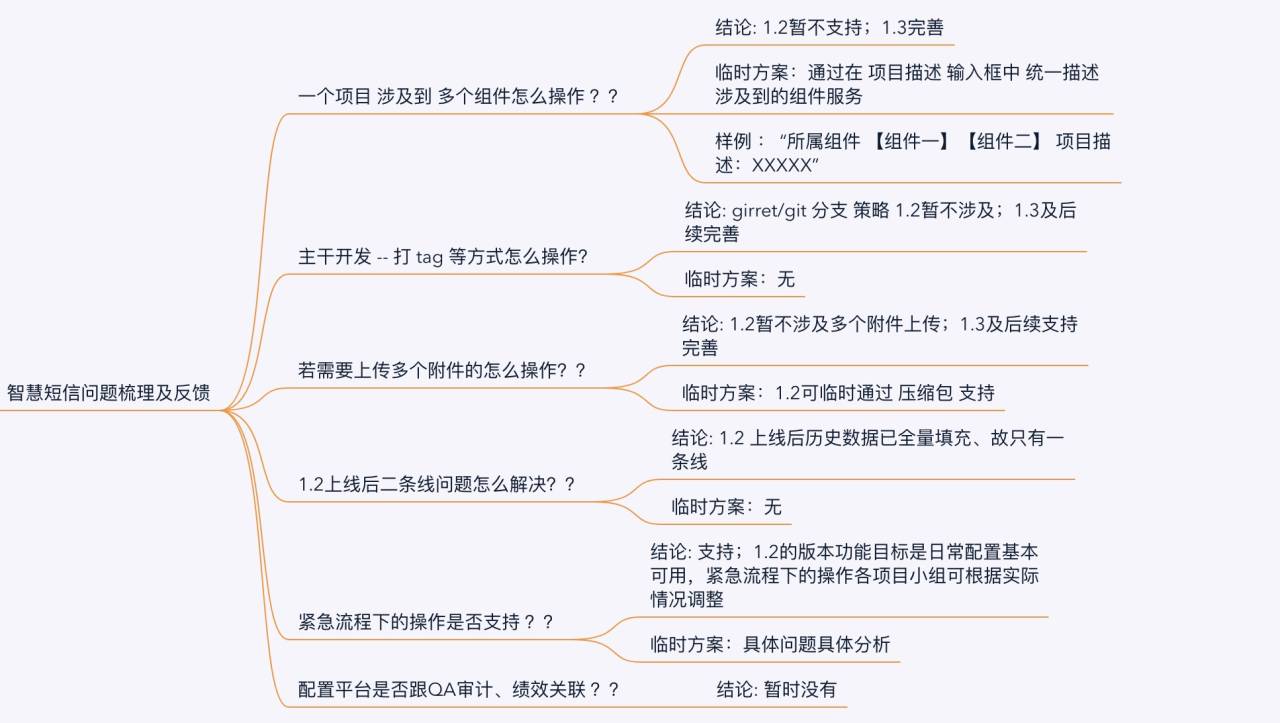 智慧短信问题梳理及反馈
一个项目 涉及到 多个组件怎么操作？？
结论: 1.2暂不支持；1.3完善
临时方案：通过在 项目描述 输入框中 统一描述
涉及到的组件服务
样例：“所属组件 【组件一】【组件二】 项目描
述：XXXXX”
主干开发 -- 打 tag 等方式怎么操作？
结论: girret/git 分支 策略 1.2暂不涉及；1.3及后
续完善
临时方案：无
若需要上传多个附件的怎么操作？？
结论: 1.2暂不涉及多个附件上传；1.3及后续支持
完善
临时方案：1.2可临时通过 压缩包 支持
1.2上线后二条线问题怎么解决？？
结论: 1.2 上线后历史数据已全量填充、故只有一
条线
临时方案：无
紧急流程下的操作是否支持？？
结论: 支持；1.2的版本功能目标是日常配置基本
可用，紧急流程下的操作各项目小组可根据实际
情况调整
临时方案：具体问题具体分析
配置平台是否跟QA审计、绩效关联？？
结论: 暂时没有